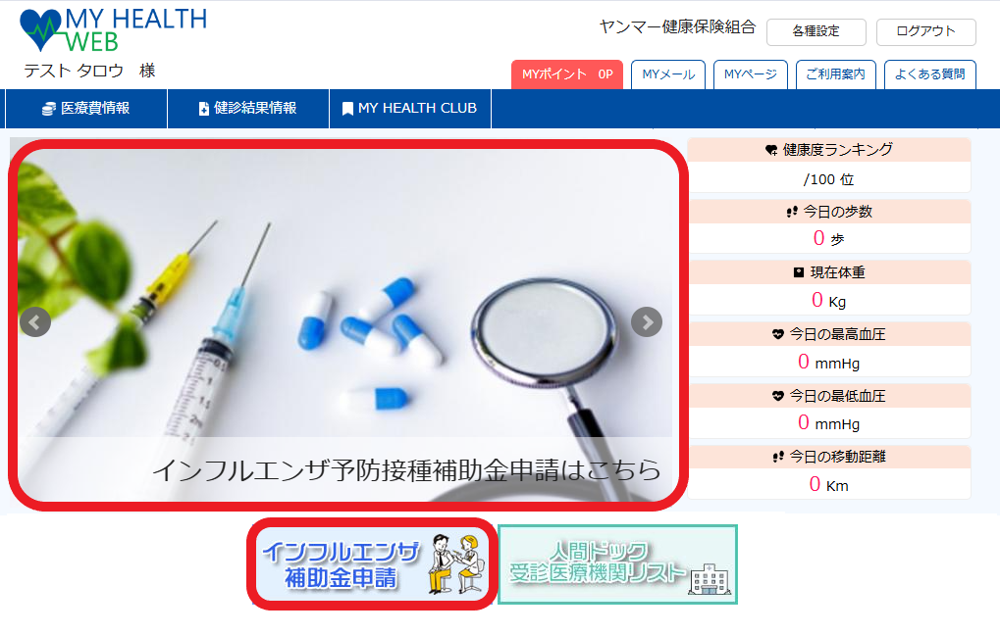 MY HEALTH
WEB
ヤンマー健康保険組合
各種設定
ログアウト
テスト タロウ 様
MYポイント 0P
MYメール
MYページ
ご利用案内
よくある質問
医療費情報
健診結果情報
MY HEALTH CLUB
インフルエンザ予防接種補助金申請はこちら
健康度ランキング
/100 位
今日の歩数
0 歩
現在体重
0 Kg
今日の最高血圧
0 mmHg
今日の最低血圧
0 mmHg
今日の移動距離
0 Km
インフルエンザ
補助金申請
人間ドック
受診医療機関リスト